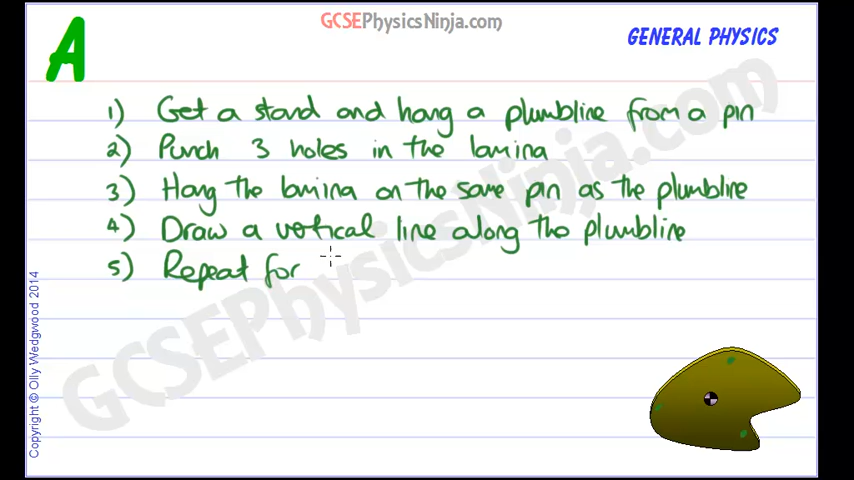 A
GCSEPhysicsNinja.com
GENERAL PHYSICS
1) Get a stand and hang a plumbline from a pin
2) Punch 3 holes in the lamina
3) Hang the lamina on the same pin as the plumbline
4) Draw a vertical line along the plumbline
5) Repeat for
GCSEPhysicsNinja.com
Copyright © Olly Wedgwood 2014